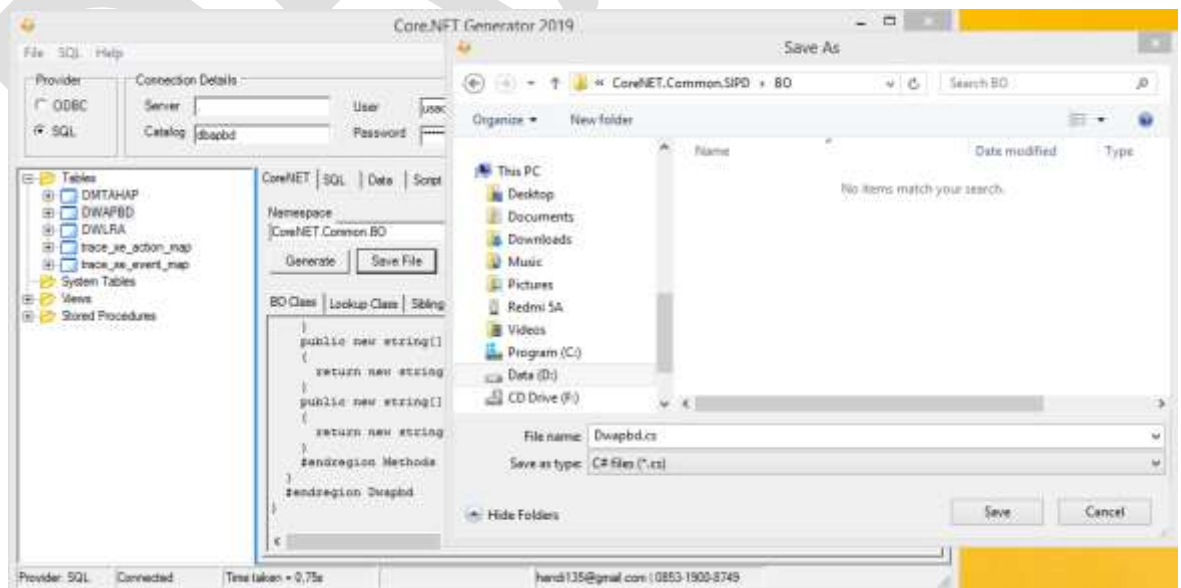 Core.NET Generator 2019
File SQL Help
Provider
ODBC
SQL
Connection Details
Server .
Catalog dbapbd
User
Password
Tables
DMTAHAP
DWAPBD
DWLRA
trace_xe_action_map
trace_xe_event_map
System Tables
Views
Stored Procedures
CoreNET SQL Data Script
Namespace
CoreNET.Common.BO
Generate Save File
BO Class Lookup Class Sibling
}
public new string[]
{
return new string
}
public new string[]
{
return new string
}
#endregion Methods
}
#endregion Dwapbd
}
Provider: SQL Connected Time taken = 0,75s hendi135@gmail.com | 0853-1900-8749
Save As
« CoreNET.Common.SIPD BO
Search BO
Organize New folder
Name Date modified Type
No items match your search.
This PC
Desktop
Documents
Downloads
Music
Pictures
Redmi 5A
Videos
Program (C:)
Data (D:)
CD Drive (F:)
File name: Dwapbd.cs
Save as type: C# files (*.cs)
Hide Folders
Save Cancel